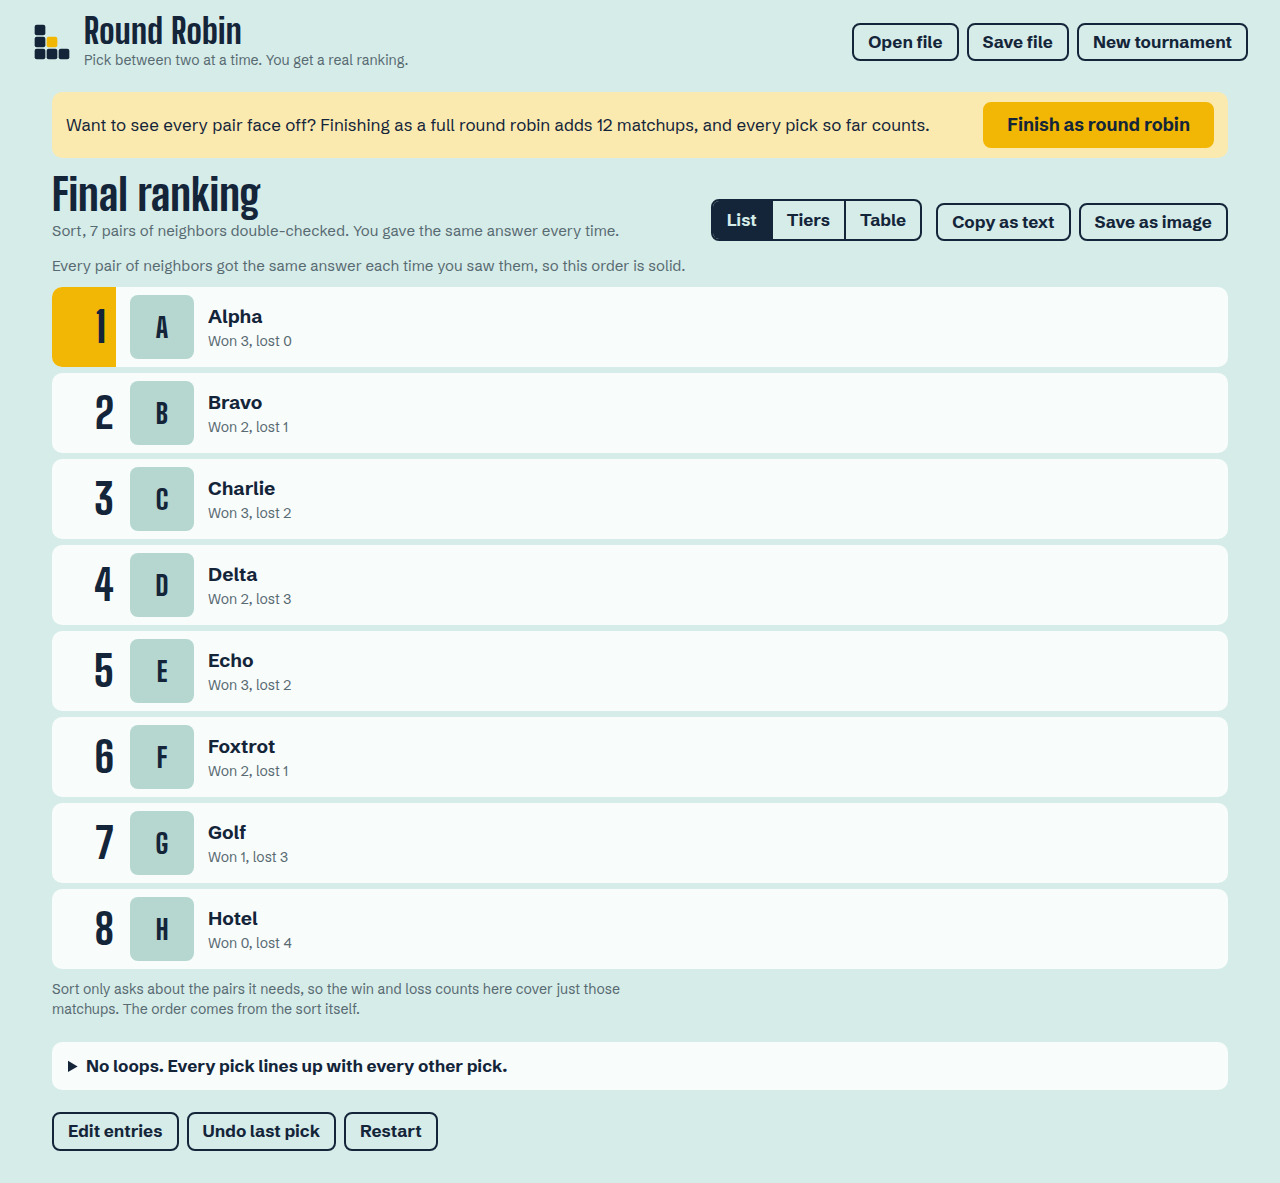 Round Robin
Pick between two at a time. You get a real ranking.
Open file
Save file
New tournament
Want to see every pair face off? Finishing as a full round robin adds 12 matchups, and every pick so far counts.
Finish as round robin
Final ranking
Sort, 7 pairs of neighbors double-checked. You gave the same answer every time.
List
Tiers
Table
Copy as text
Save as image
Every pair of neighbors got the same answer each time you saw them, so this order is solid.
1
A
Alpha
Won 3, lost 0
2
B
Bravo
Won 2, lost 1
3
C
Charlie
Won 3, lost 2
4
D
Delta
Won 2, lost 3
5
E
Echo
Won 3, lost 2
6
F
Foxtrot
Won 2, lost 1
7
G
Golf
Won 1, lost 3
8
H
Hotel
Won 0, lost 4
Sort only asks about the pairs it needs, so the win and loss counts here cover just those
matchups. The order comes from the sort itself.
No loops. Every pick lines up with every other pick.
Edit entries
Undo last pick
Restart